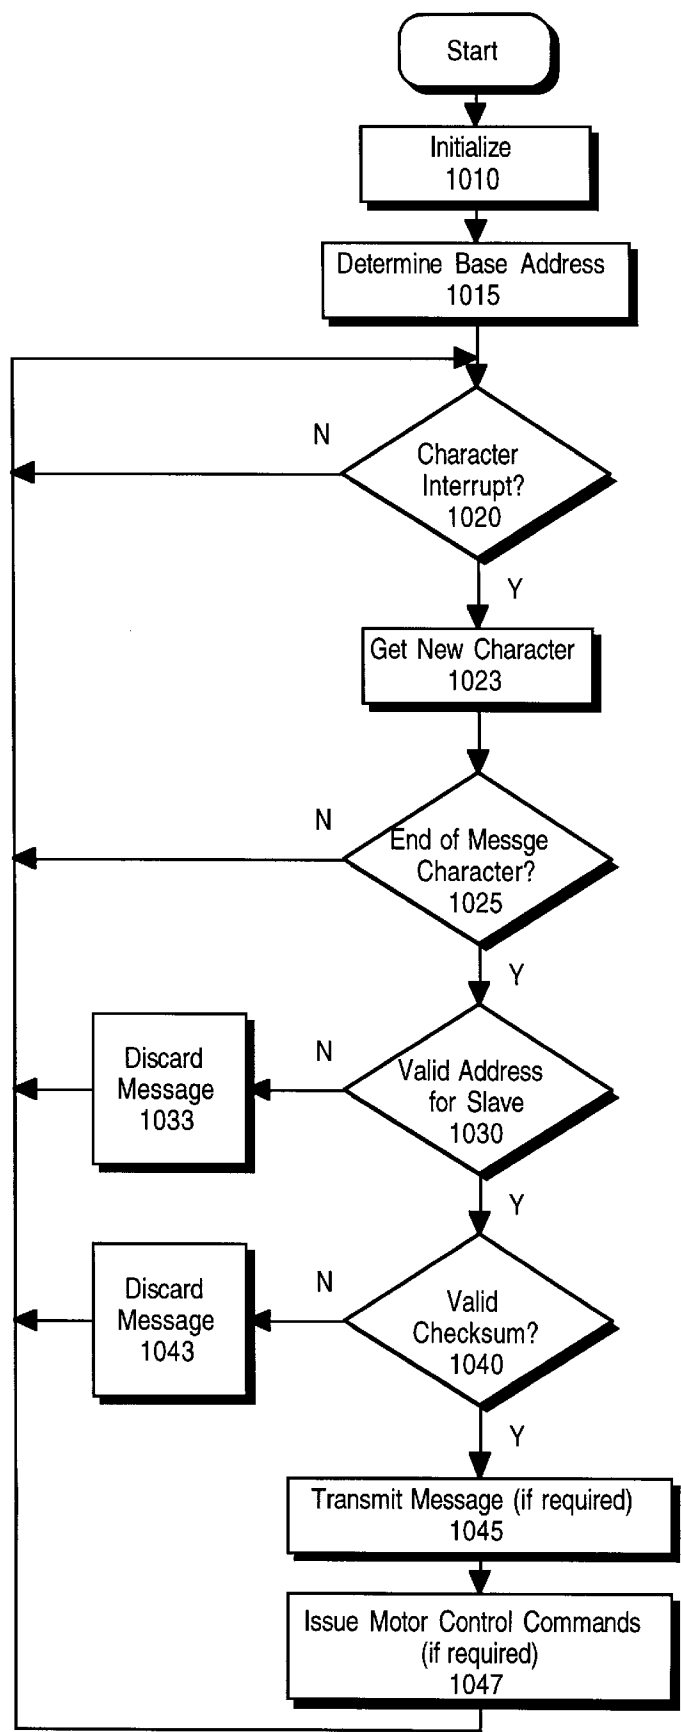 Start
Initialize
1010
Determine Base Address
1015
N
Character
Interrupt?
1020
Y
Get New Character
1023
N
End of Messge
Character?
1025
Y
Discard
Message
1033
N
Valid Address
for Slave
1030
Y
Discard
Message
1043
N
Valid
Checksum?
1040
Y
Transmit Message (if required)
1045
Issue Motor Control Commands
(if required)
1047